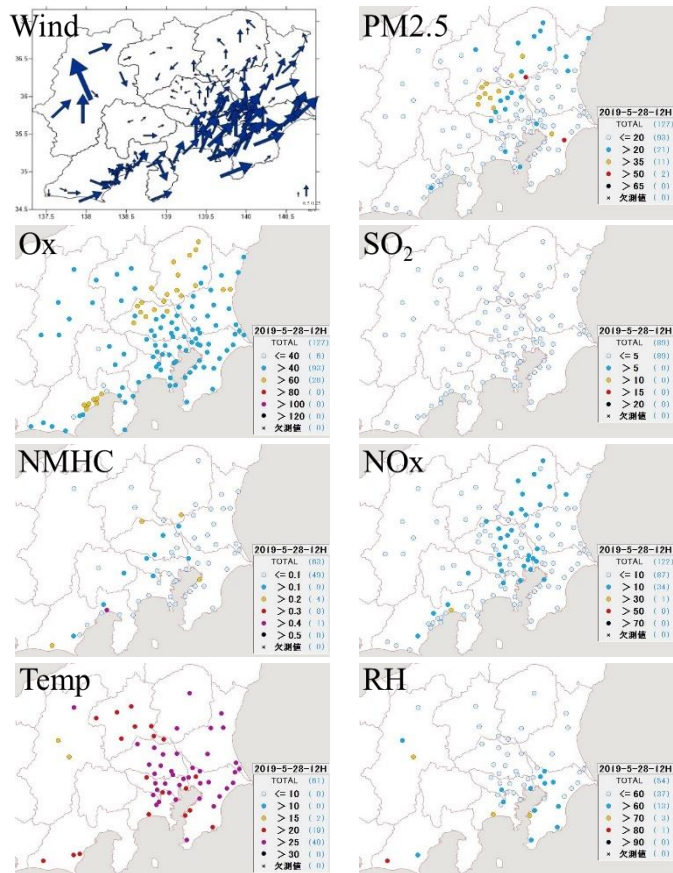 Wind
36.5
36
35.5
35
34.5
137.5 138 138.5 139 139.5 140 140.5
PM2.5
2019-5-28-12H
TOTAL (127)
<= 20 (93)
> 20 (21)
> 35 (11)
> 50 (2)
> 65 (0)
× 欠測値 (0)
Ox
2019-5-28-12H
TOTAL (127)
<= 40 (6)
> 40 (93)
> 60 (28)
> 80 (0)
> 100 (0)
> 120 (0)
× 欠測値 (0)
SO₂
2019-5-28-12H
TOTAL (89)
<= 5 (89)
> 5 (0)
> 10 (0)
> 15 (0)
> 20 (0)
× 欠測値 (0)
NMHC
2019-5-28-12H
TOTAL (63)
<= 0.1 (49)
> 0.1 (9)
> 0.2 (4)
> 0.3 (0)
> 0.4 (1)
> 0.5 (0)
× 欠測値 (0)
NOx
2019-5-28-12H
TOTAL (122)
<= 10 (87)
> 10 (34)
> 30 (1)
> 50 (0)
> 70 (0)
× 欠測値 (0)
Temp
2019-5-28-12H
TOTAL (61)
<= 10 (0)
> 10 (0)
> 15 (2)
> 20 (19)
> 25 (40)
> 30 (0)
× 欠測値 (0)
RH
2019-5-28-12H
TOTAL (54)
<= 60 (37)
> 60 (13)
> 70 (3)
> 80 (1)
> 90 (0)
× 欠測値 (0)